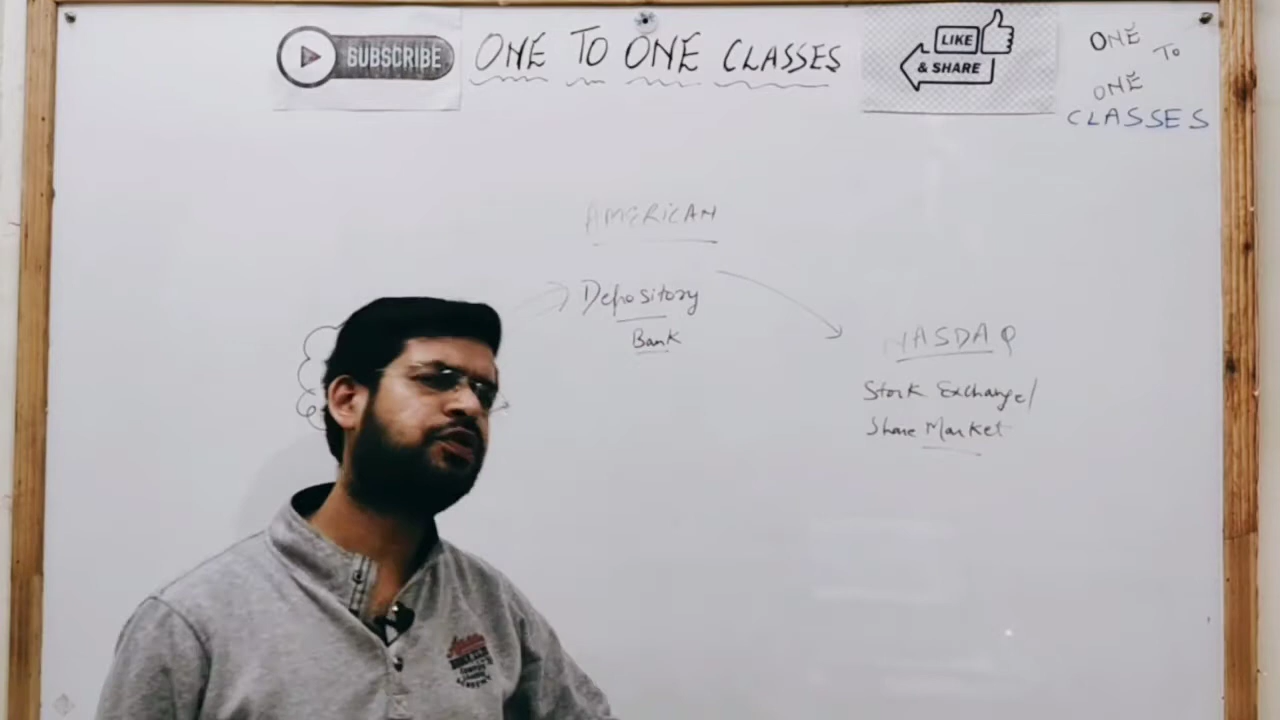 SUBSCRIBE
ONE TO ONE CLASSES
LIKE
& SHARE
ONE
TO
ONE
CLASSES
AMERICAN
Depository
Bank
NASDAQ
Stock Exchange/
Share Market